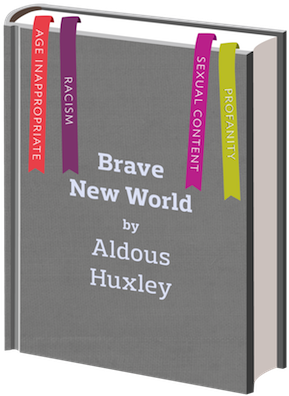 AGE INAPPROPRIATE
RACISM
SEXUAL CONTENT
PROFANITY
Brave
New World
by
Aldous
Huxley